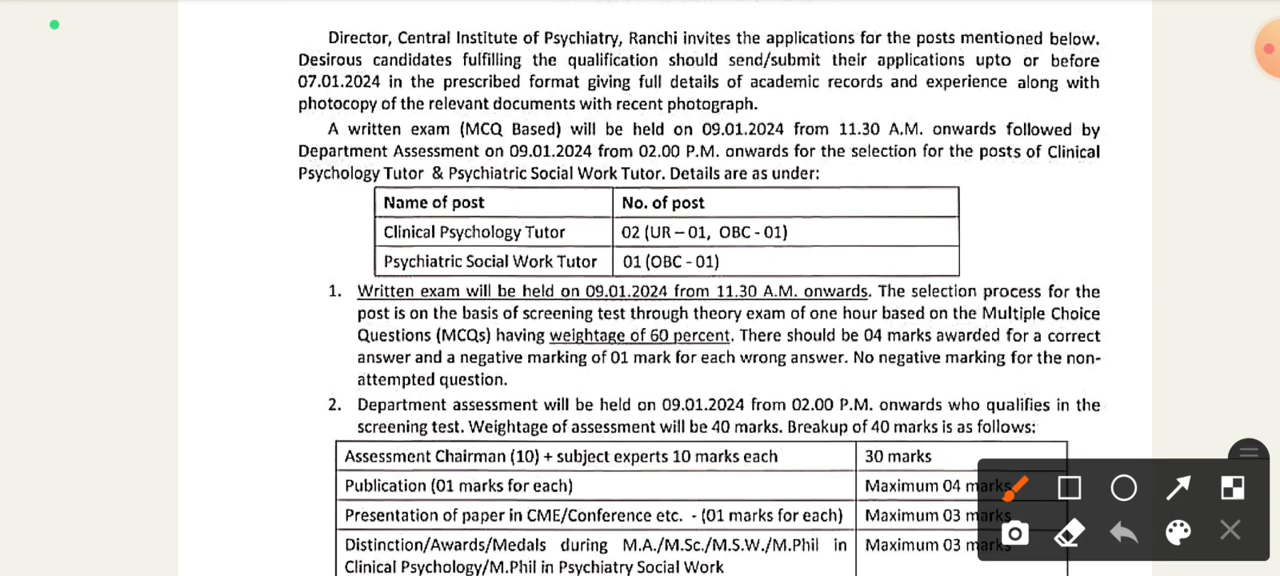 Director, Central Institute of Psychiatry, Ranchi invites the applications for the posts mentioned below.
Desirous candidates fulfilling the qualification should send/submit their applications upto or before
07.01.2024 in the prescribed format giving full details of academic records and experience along with
photocopy of the relevant documents with recent photograph.
A written exam (MCQ Based) will be held on 09.01.2024 from 11.30 A.M. onwards followed by
Department Assessment on 09.01.2024 from 02.00 P.M. onwards for the selection for the posts of Clinical
Psychology Tutor & Psychiatric Social Work Tutor. Details are as under:
Name of post No. of post
Clinical Psychology Tutor 02 (UR – 01, OBC - 01)
Psychiatric Social Work Tutor 01 (OBC - 01)
1. Written exam will be held on 09.01.2024 from 11.30 A.M. onwards. The selection process for the
post is on the basis of screening test through theory exam of one hour based on the Multiple Choice
Questions (MCQs) having weightage of 60 percent. There should be 04 marks awarded for a correct
answer and a negative marking of 01 mark for each wrong answer. No negative marking for the non-
attempted question.
2. Department assessment will be held on 09.01.2024 from 02.00 P.M. onwards who qualifies in the
screening test. Weightage of assessment will be 40 marks. Breakup of 40 marks is as follows:
Assessment Chairman (10) + subject experts 10 marks each 30 marks
Publication (01 marks for each) Maximum 04 marks
Presentation of paper in CME/Conference etc. - (01 marks for each) Maximum 03 marks
Distinction/Awards/Medals during M.A./M.Sc./M.S.W./M.Phil in Maximum 03 marks
Clinical Psychology/M.Phil in Psychiatry Social Work